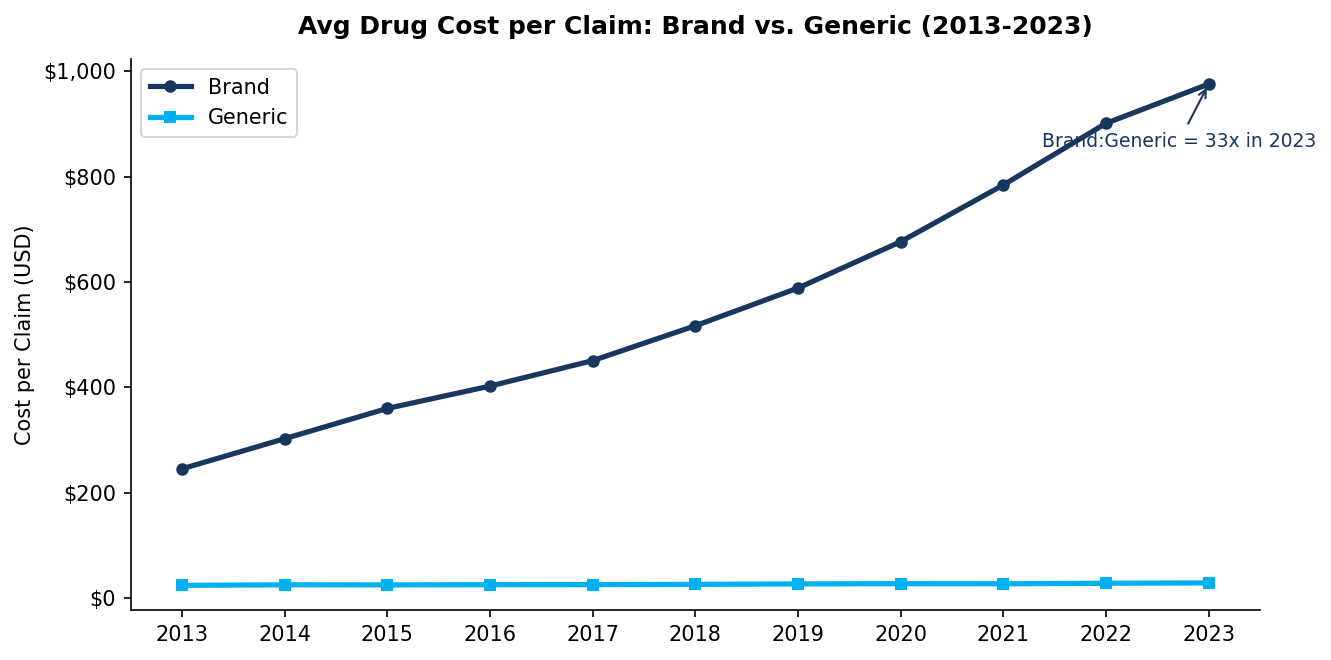 Avg Drug Cost per Claim: Brand vs. Generic (2013-2023)
$1,000
Brand
Generic
Brand:Generic = 33x in 2023
$800
$600
$400
$200
$0
Cost per Claim (USD)
2013 2014 2015 2016 2017 2018 2019 2020 2021 2022 2023